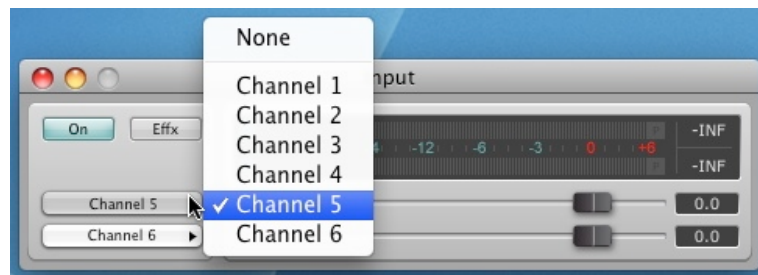 None
Channel 1
Channel 2
Channel 3
Channel 4
✓ Channel 5
Channel 6
On Effx
-12 -6 -3 0 +6
-INF
-INF
Channel 5
0.0
Channel 6
0.0